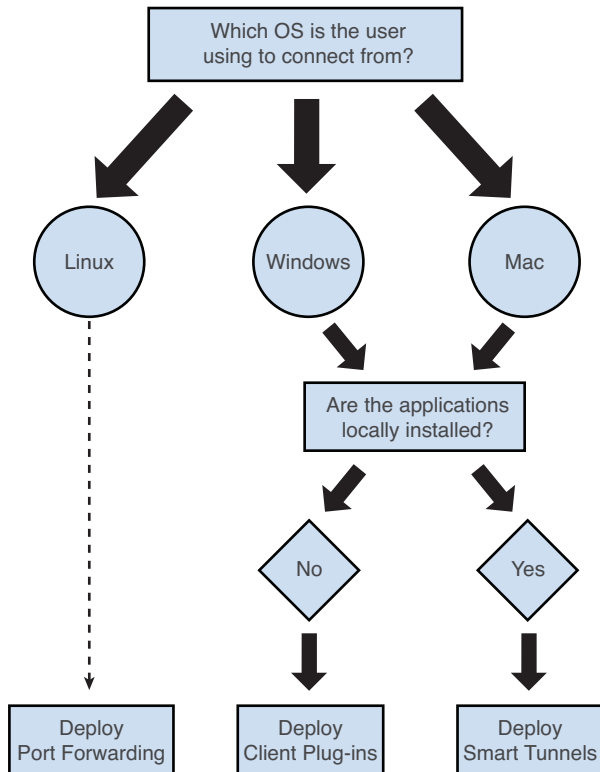 Which OS is the user
using to connect from?
Linux
Windows
Mac
Are the applications
locally installed?
No
Yes
Deploy
Port Forwarding
Deploy
Client Plug-ins
Deploy
Smart Tunnels